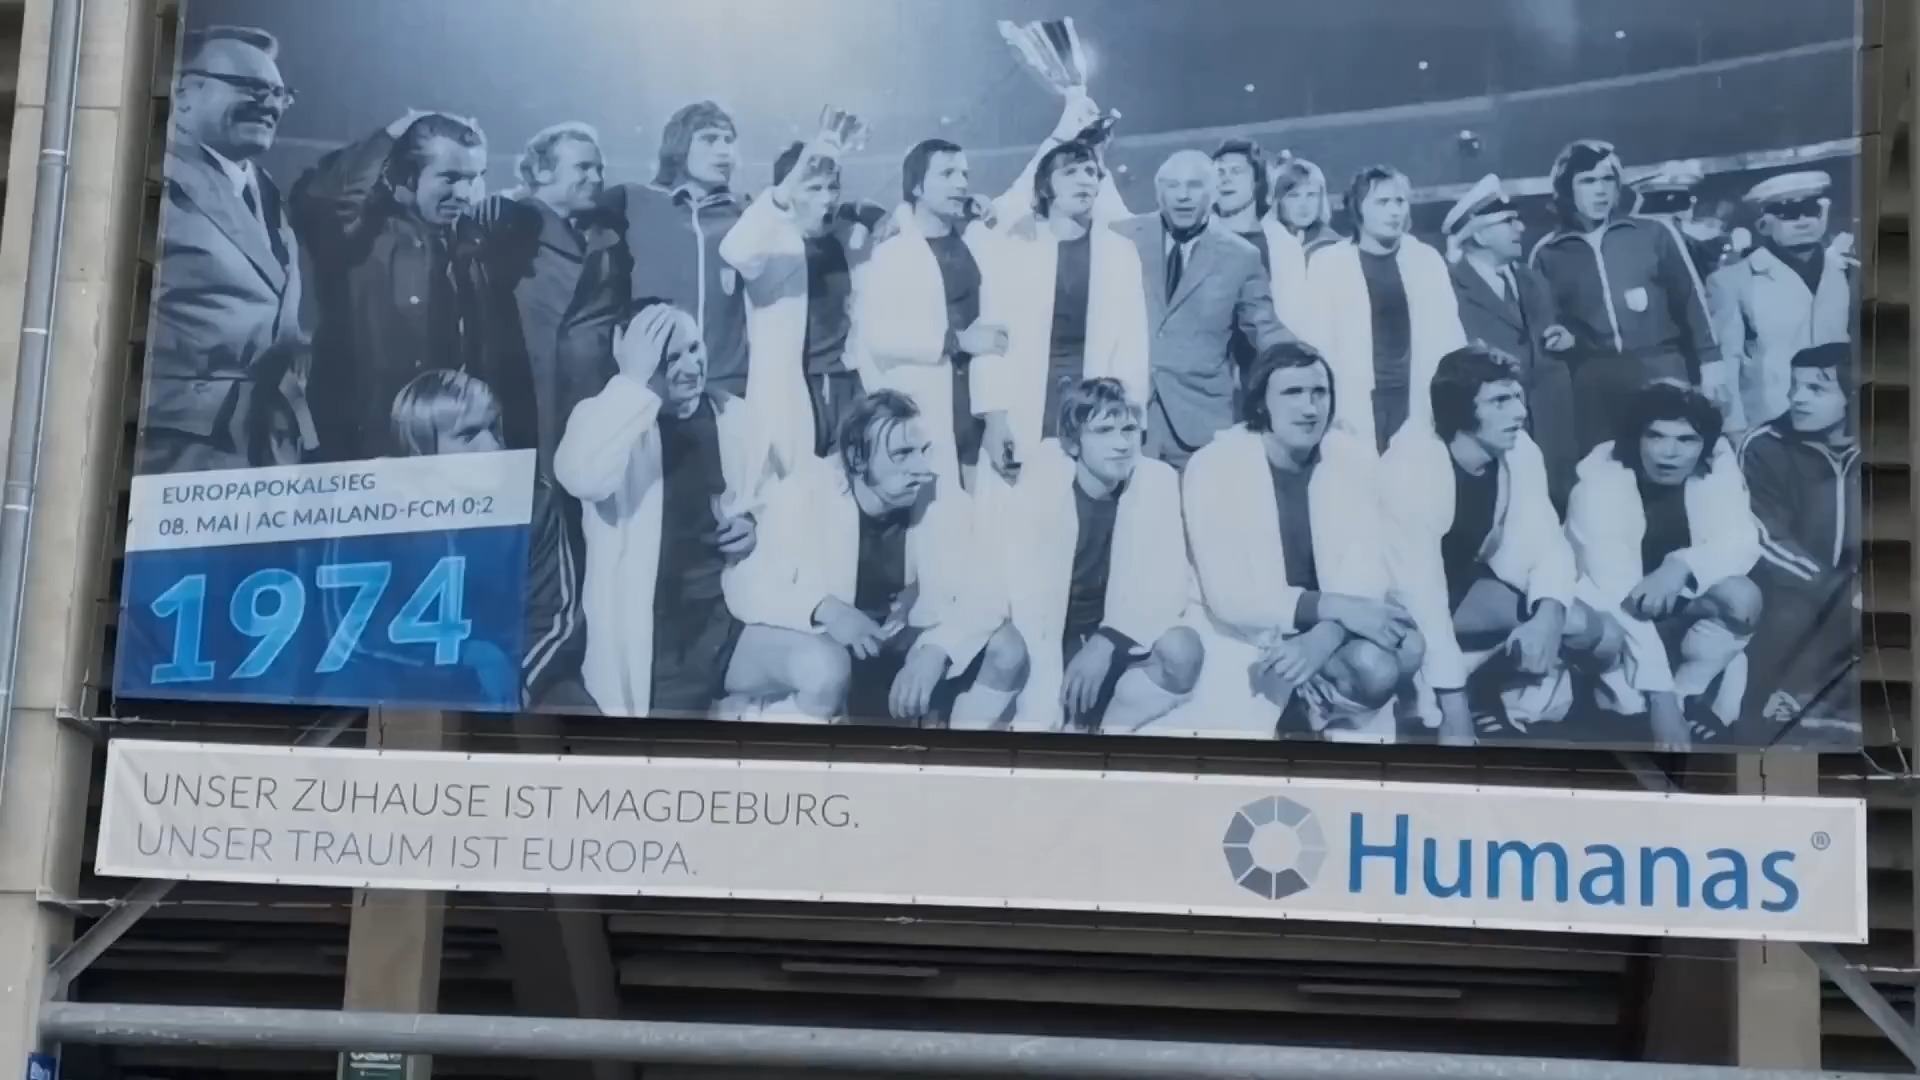 EUROPAPOKALSIEG
08. MAI | AC MAILAND-FCM 0:2
1974
UNSER ZUHAUSE IST MAGDEBURG.
UNSER TRAUM IST EUROPA.
Humanas®